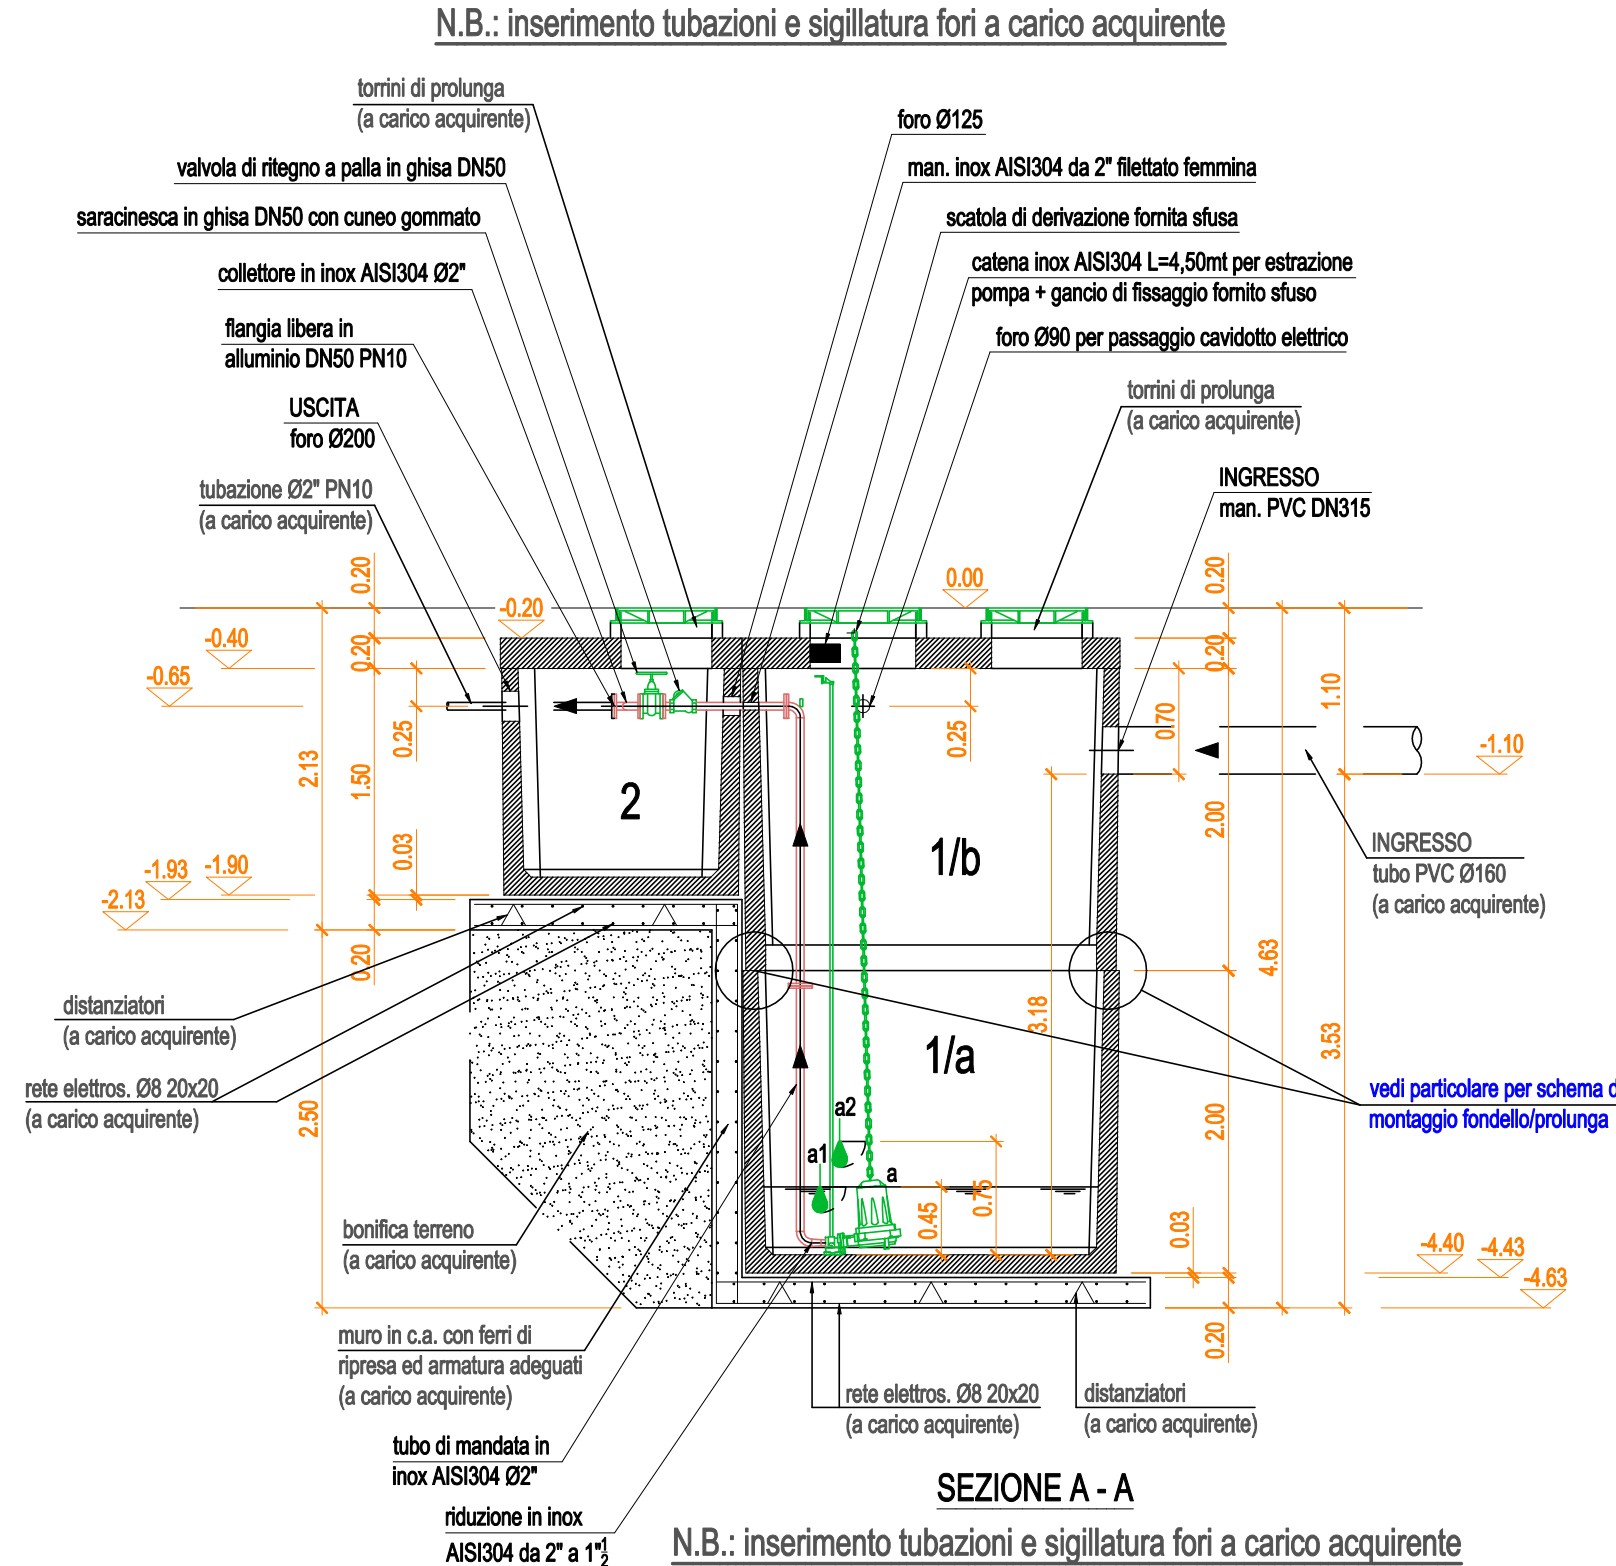 N.B.: inserimento tubazioni e sigillatura fori a carico acquirente
torrini di prolunga
(a carico acquirente)
foro Ø125
valvola di ritegno a palla in ghisa DN50
man. inox AISI304 da 2" filettato femmina
saracinesca in ghisa DN50 con cuneo gommato
scatola di derivazione fornita sfusa
collettore in inox AISI304 Ø2"
catena inox AISI304 L=4,50mt per estrazione
pompa + gancio di fissaggio fornito sfuso
flangia libera in
alluminio DN50 PN10
foro Ø90 per passaggio cavidotto elettrico
USCITA
foro Ø200
torrini di prolunga
(a carico acquirente)
tubazione Ø2" PN10
(a carico acquirente)
INGRESSO
man. PVC DN315
0.20
0.00
0.20
-0.20
-0.40
0.20
0.20
-0.65
0.25
0.25
0.70
1.10
-1.10
2.13
1.50
2
2.00
1/b
0.03
INGRESSO
tubo PVC Ø160
(a carico acquirente)
-1.93
-1.90
-2.13
0.20
4.63
distanziatori
(a carico acquirente)
3.18
3.53
1/a
rete elettros. Ø8 20x20
(a carico acquirente)
2.50
2.00
vedi particolare per schema d
montaggio fondello/prolunga
a2
a1
a
0.75
0.45
0.03
bonifica terreno
(a carico acquirente)
-4.40
-4.43
-4.63
0.20
muro in c.a. con ferri di
ripresa ed armatura adeguati
(a carico acquirente)
rete elettros. Ø8 20x20
(a carico acquirente)
distanziatori
(a carico acquirente)
tubo di mandata in
inox AISI304 Ø2"
SEZIONE A - A
riduzione in inox
AISI304 da 2" a 1"½
N.B.: inserimento tubazioni e sigillatura fori a carico acquirente